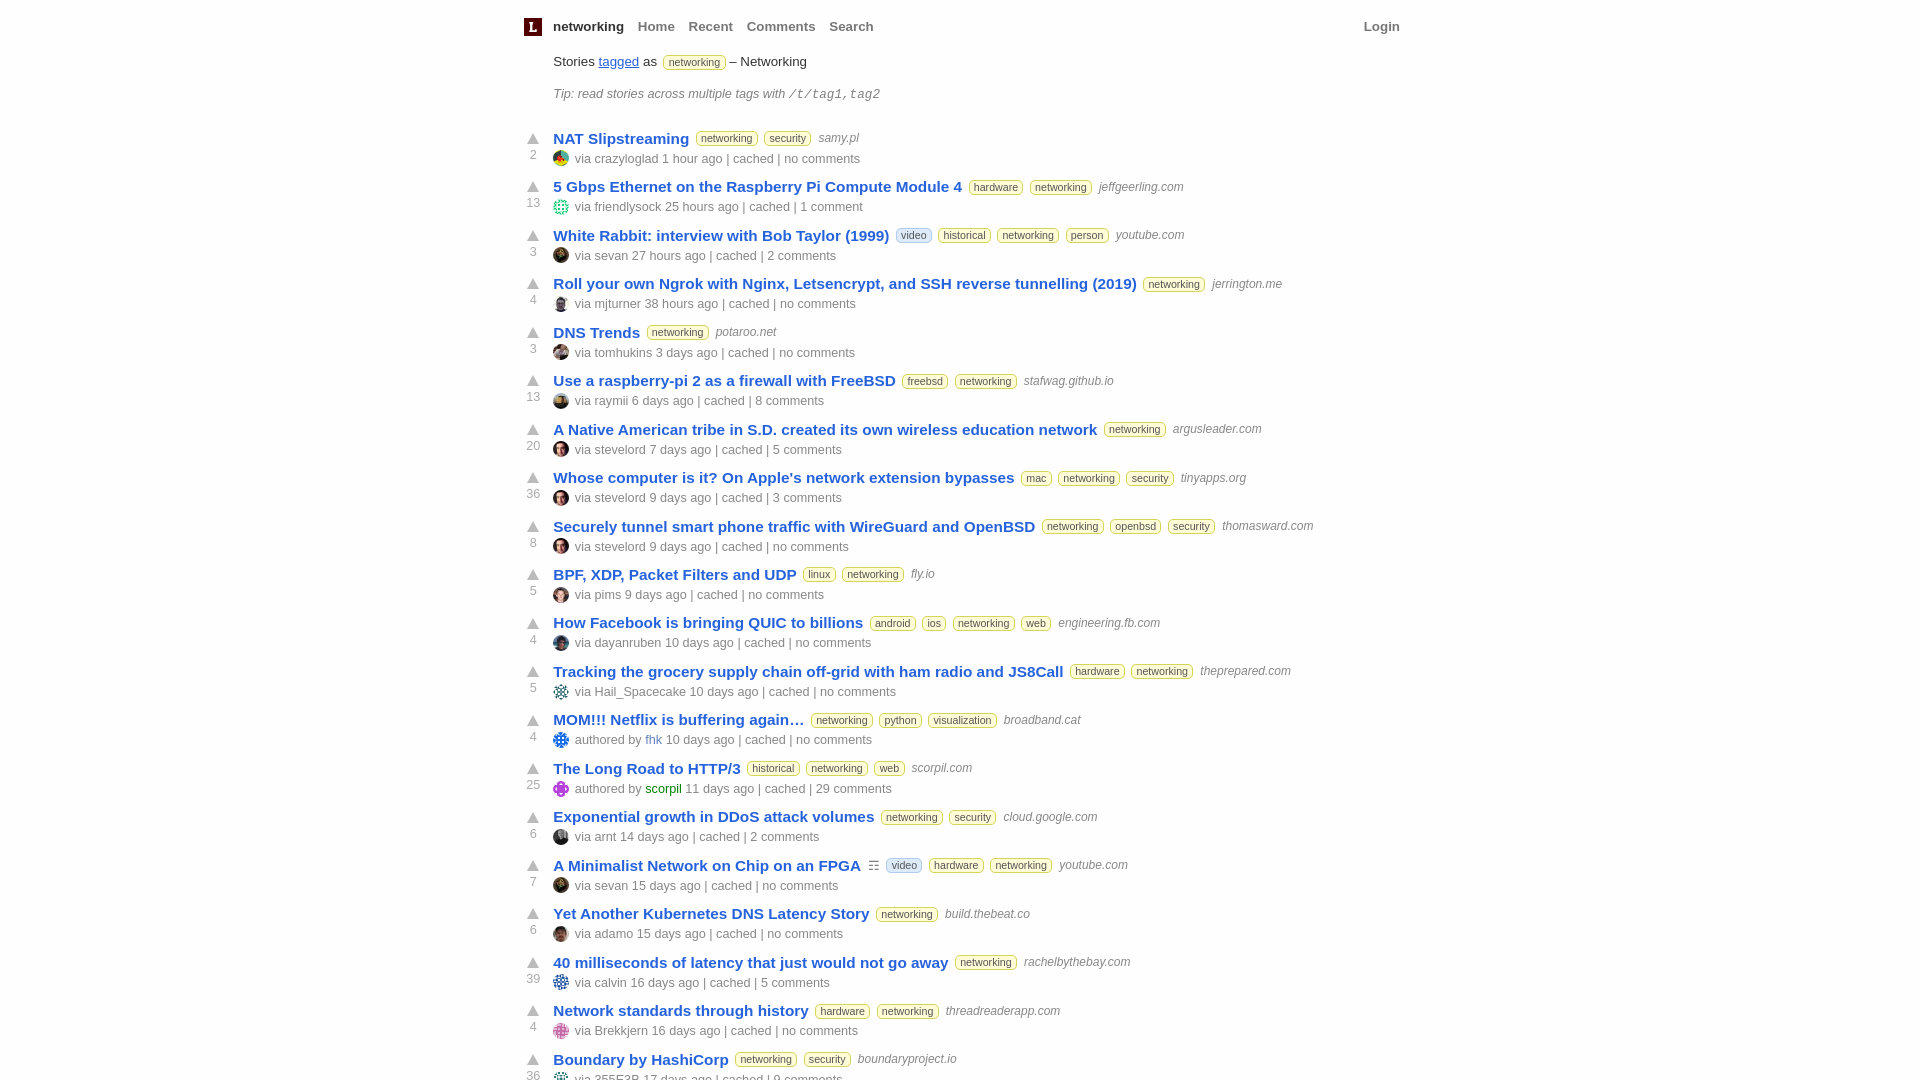 L networking Home Recent Comments Search Login
Stories tagged as networking – Networking
Tip: read stories across multiple tags with /t/tag1,tag2
NAT Slipstreaming networking security samy.pl
2 via crazyloglad 1 hour ago | cached | no comments
5 Gbps Ethernet on the Raspberry Pi Compute Module 4 hardware networking jeffgeerling.com
13 via friendlysock 25 hours ago | cached | 1 comment
White Rabbit: interview with Bob Taylor (1999) video historical networking person youtube.com
3 via sevan 27 hours ago | cached | 2 comments
Roll your own Ngrok with Nginx, Letsencrypt, and SSH reverse tunnelling (2019) networking jerrington.me
4 via mjturner 38 hours ago | cached | no comments
DNS Trends networking potaroo.net
3 via tomhukins 3 days ago | cached | no comments
Use a raspberry-pi 2 as a firewall with FreeBSD freebsd networking stafwag.github.io
13 via raymii 6 days ago | cached | 8 comments
A Native American tribe in S.D. created its own wireless education network networking argusleader.com
20 via stevelord 7 days ago | cached | 5 comments
Whose computer is it? On Apple's network extension bypasses mac networking security tinyapps.org
36 via stevelord 9 days ago | cached | 3 comments
Securely tunnel smart phone traffic with WireGuard and OpenBSD networking openbsd security thomasward.com
8 via stevelord 9 days ago | cached | no comments
BPF, XDP, Packet Filters and UDP linux networking fly.io
5 via pims 9 days ago | cached | no comments
How Facebook is bringing QUIC to billions android ios networking web engineering.fb.com
4 via dayanruben 10 days ago | cached | no comments
Tracking the grocery supply chain off-grid with ham radio and JS8Call hardware networking theprepared.com
5 via Hail_Spacecake 10 days ago | cached | no comments
MOM!!! Netflix is buffering again… networking python visualization broadband.cat
4 authored by fhk 10 days ago | cached | no comments
The Long Road to HTTP/3 historical networking web scorpil.com
25 authored by scorpil 11 days ago | cached | 29 comments
Exponential growth in DDoS attack volumes networking security cloud.google.com
6 via arnt 14 days ago | cached | 2 comments
A Minimalist Network on Chip on an FPGA ☶ video hardware networking youtube.com
7 via sevan 15 days ago | cached | no comments
Yet Another Kubernetes DNS Latency Story networking build.thebeat.co
6 via adamo 15 days ago | cached | no comments
40 milliseconds of latency that just would not go away networking rachelbythebay.com
39 via calvin 16 days ago | cached | 5 comments
Network standards through history hardware networking threadreaderapp.com
4 via Brekkjern 16 days ago | cached | no comments
Boundary by HashiCorp networking security boundaryproject.io
36 via 355E3B 17 days ago | cached | 9 comments